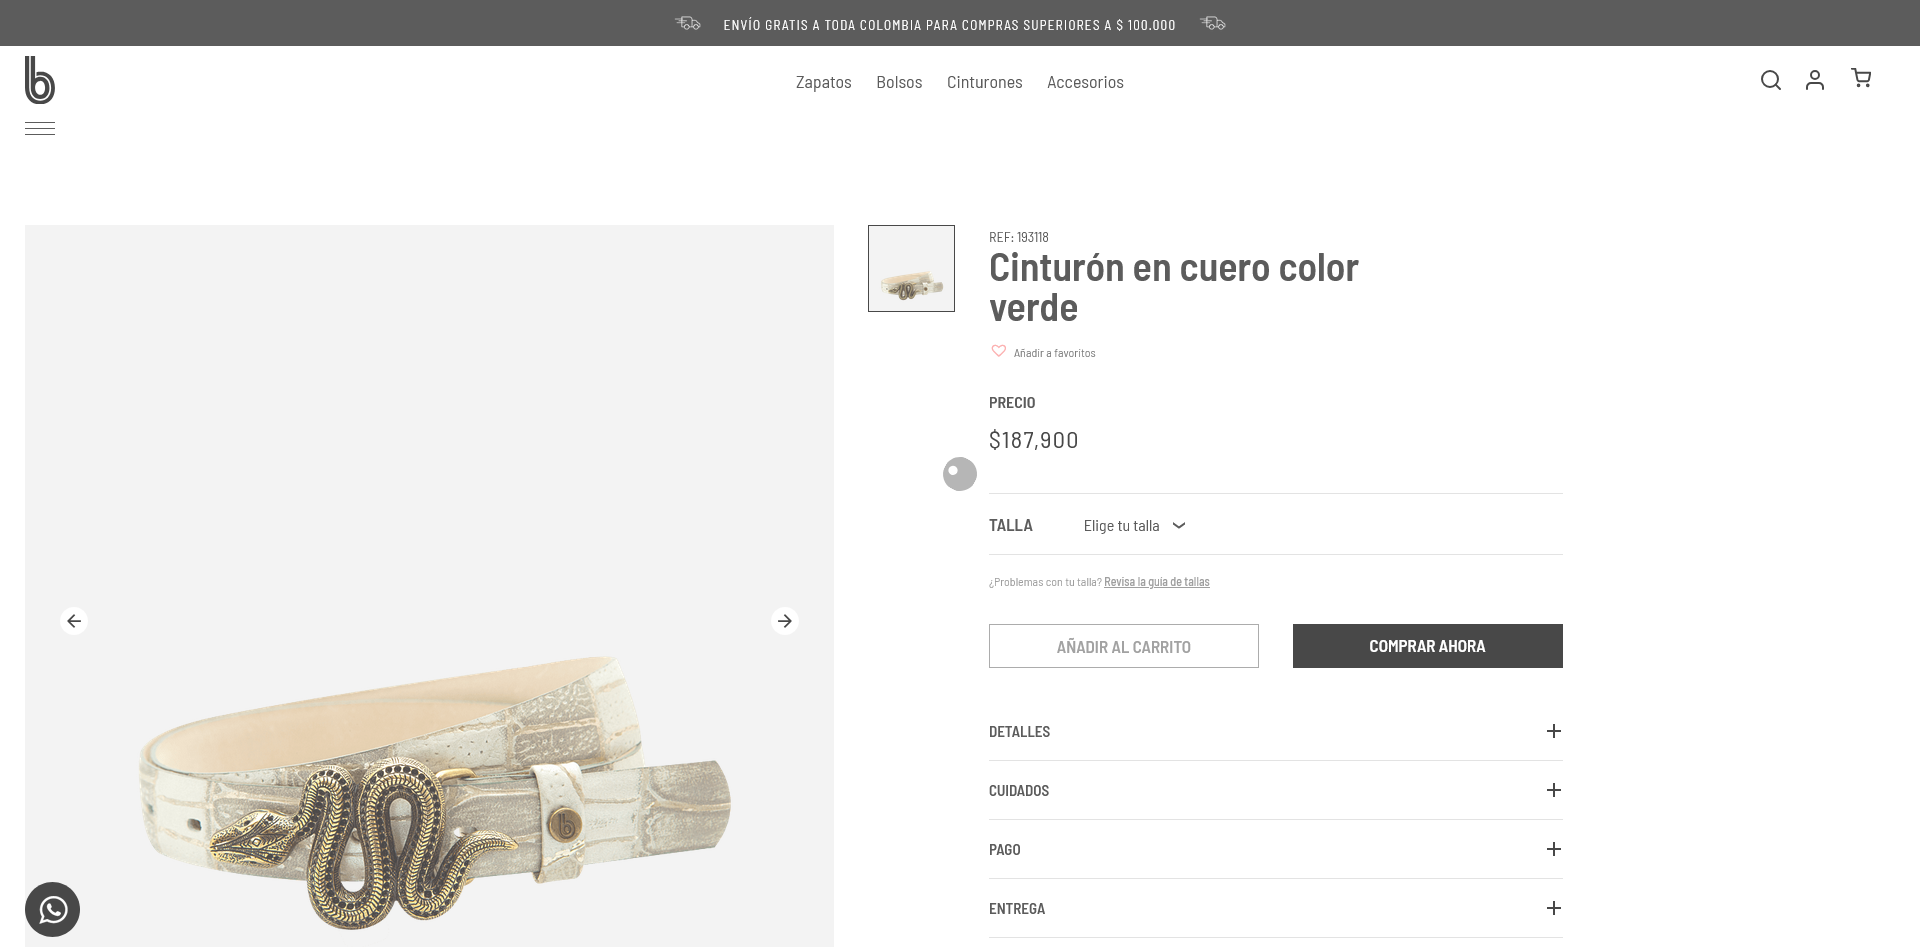 ENVÍO GRATIS A TODA COLOMBIA PARA COMPRAS SUPERIORES A $ 100.000
b
Zapatos Bolsos Cinturones Accesorios
REF: 193118
Cinturón en cuero color
verde
Añadir a favoritos
PRECIO
$187,900
TALLA Elige tu talla
¿Problemas con tu talla? Revisa la guía de tallas
AÑADIR AL CARRITO COMPRAR AHORA
DETALLES
CUIDADOS
b
PAGO
ENTREGA